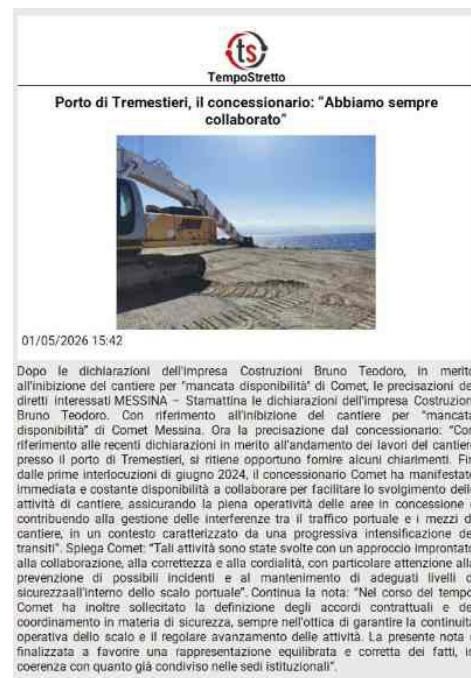 ts
TempoStretto
Porto di Tremestieri, il concessionario: "Abbiamo sempre
collaborato"
01/05/2026 15:42
Dopo le dichiarazioni dell'impresa Costruzioni Bruno Teodoro, in merito
all'inibizione del cantiere per "mancata disponibilità" di Comet, le precisazioni de
diretti interessati MESSINA – Stamattina le dichiarazioni dell'impresa Costruzion
Bruno Teodoro. Con riferimento all'inibizione del cantiere per "mancata
disponibilità" di Comet Messina. Ora la precisazione dal concessionario: "Con
riferimento alle recenti dichiarazioni in merito all'andamento dei lavori del cantiere
presso il porto di Tremestieri, si ritiene opportuno fornire alcuni chiarimenti. Fin
dalle prime interlocuzioni di giugno 2024, il concessionario Comet ha manifestato
immediata e costante disponibilità a collaborare per facilitare lo svolgimento delle
attività di cantiere, assicurando la piena operatività delle aree in concessione e
contribuendo alla gestione delle interferenze tra il traffico portuale e i mezzi d
cantiere, in un contesto caratterizzato da una progressiva intensificazione de
transiti". Spiega Comet: "Tali attività sono state svolte con un approccio improntato
alla collaborazione, alla correttezza e alla cordialità, con particolare attenzione alla
prevenzione di possibili incidenti e al mantenimento di adeguati livelli d
sicurezzaall'interno dello scalo portuale". Continua la nota: "Nel corso del tempo
Comet ha inoltre sollecitato la definizione degli accordi contrattuali e de
coordinamento in materia di sicurezza, sempre nell'ottica di garantire la continuità
operativa dello scalo e il regolare avanzamento delle attività. La presente nota è
finalizzata a favorire una rappresentazione equilibrata e corretta dei fatti, in
coerenza con quanto già condiviso nelle sedi istituzionali".